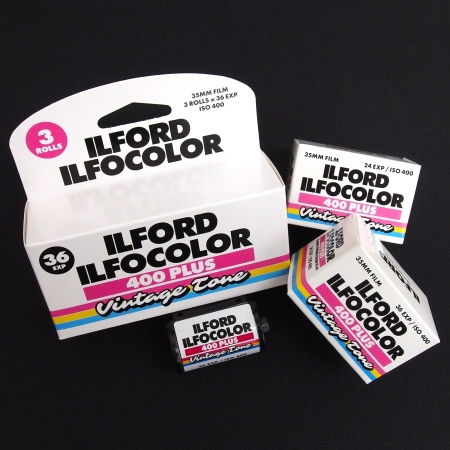 3
ROLLS
35MM FILM
3 ROLLS x 36 EXP
ISO 400
ILFORD
ILFOCOLOR
36
EXP
ILFORD
ILFOCOLOR
400 PLUS
Vintage Tone
35MM FILM
24 EXP / ISO 400
ILFORD
ILFOCOLOR
400 PLUS
Vintage Tone
35MM FILM
36 EXP / ISO 400
ILFORD
ILFOCOLOR
400 PLUS
Vintage Tone
ILFORD
ILFOCOLOR
400 PLUS
Vintage Tone